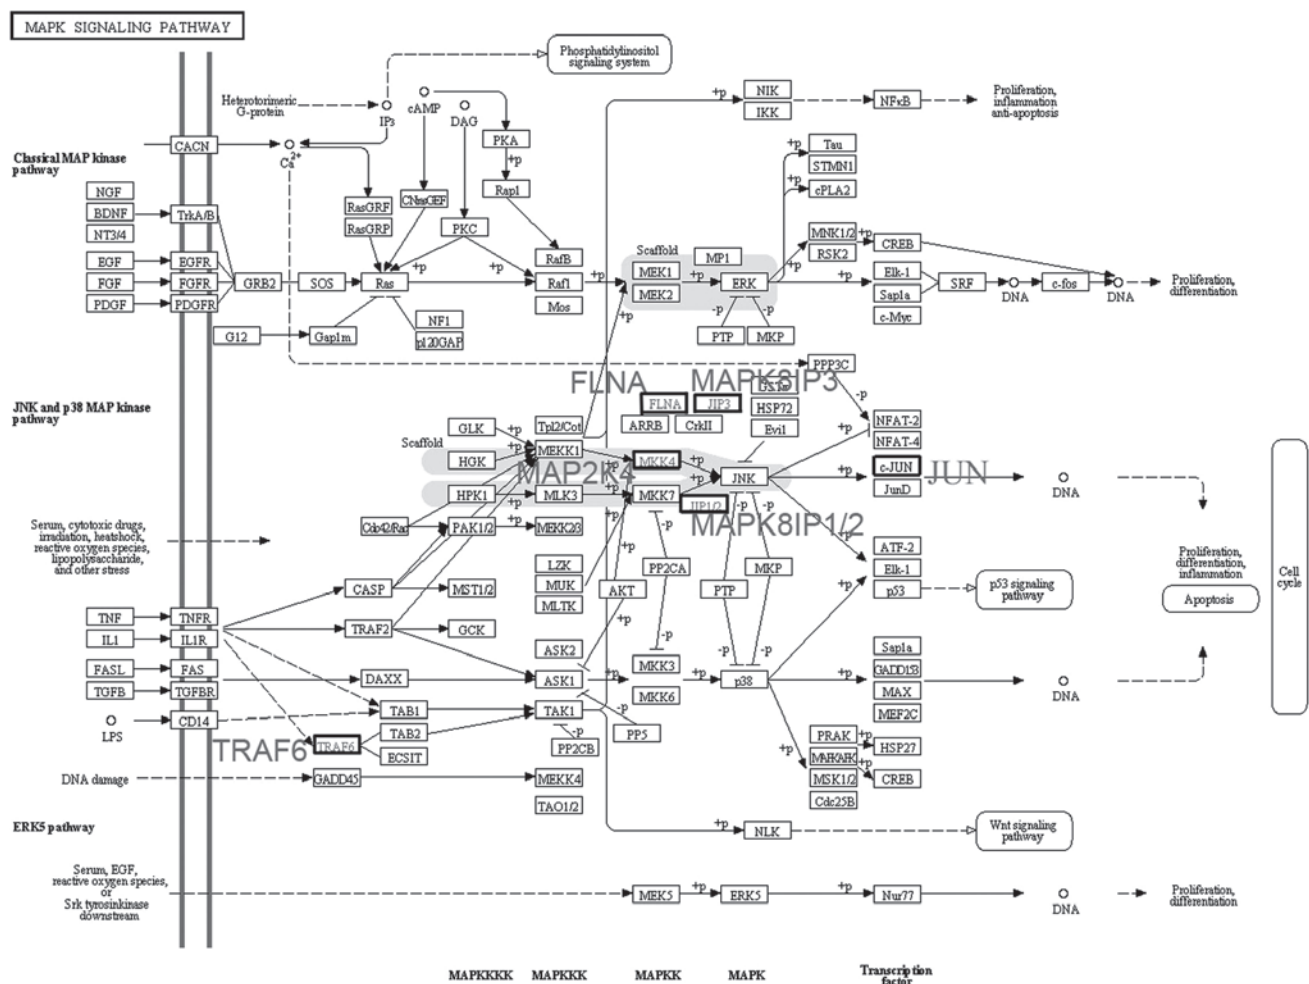 MAPK SIGNALING PATHWAY
Phosphatidylinositol
signaling system
Heterotorimeric
G-protein
IP3
cAMP
DAG
NIK
IKK
NFκB
Proliferation,
inflammation
anti-apoptosis
CACN
Ca2+
PKA
+p
+p
Tau
STMN1
cPLA2
+p
+p
Classical MAP kinase
pathway
NGF
BDNF
NT3/4
TrkA/B
RasGRF
RasGRP
CNrasGEF
Rap1
PKC
RafB
Scaffold
MP1
MNK1/2
RSK2
+p
CREB
EGF
FGF
PDGF
EGFR
FGFR
PDGFR
GRB2
SOS
Ras
+p
+p
Raf1
Mos
+p
MEK1
MEK2
+p
ERK
+p
+p
Elk-1
Sap1a
c-Myc
SRF
DNA
c-fos
DNA
Proliferation,
differentiation
G12
Gap1m
NF1
p120GAP
+p
-p
-p
PTP
MKP
PPP3C
FLNA
MAPK8IP3
JNK and p38 MAP kinase
pathway
FLNA
JIP3
HSP72
-p
GLK
Tpl2/Cot
ARRB
CrkII
Evi1
NFAT-2
NFAT-4
Scaffold
HGK
+p
+p
MEKK1
+p
MKK4
+p
JNK
+p
+p
c-JUN
JUN
JunD
DNA
MAP2K4
HPK1
+p
MLK3
+p
MKK7
+p
JIP1/2
MAPK8IP1/2
Cdc42/Rac
PAK1/2
+p
MEKK2/3
-p
-p
-p
Serum, cytotoxic drugs,
irradiation, heatshock,
reactive oxygen species,
lipopolysaccharide,
and other stress
LZK
MUK
MLTK
+p
AKT
PP2CA
PTP
MKP
ATF-2
Elk-1
p53
+p
p53 signaling
pathway
Proliferation,
differentiation,
inflammation
Apoptosis
Cell
cycle
CASP
MST1/2
TNF
IL1
TNFR
IL1R
TRAF2
GCK
+p
-p
-p
-p
FASL
TGFB
FAS
TGFBR
DAXX
ASK2
ASK1
+p
MKK3
MKK6
+p
p38
+p
Sap1a
GADD153
MAX
MEF2C
DNA
LPS
CD14
TAB1
TAK1
-p
PP5
TRAF6
TRAF6
TAB2
ECSIT
-p
PP2CB
+p
PRAK
MAPKAPK
MSK1/2
Cdc25B
+p
+p
HSP27
CREB
DNA damage
GADD45
MEKK4
TAO1/2
ERK5 pathway
+p
NLK
Wnt signaling
pathway
Serum, EGF,
reactive oxygen species,
or
Srk tyrosinkinase
downstream
MEK5
+p
ERK5
+p
Nur77
DNA
Proliferation,
differentiation
MAPKKKK
MAPKKK
MAPKK
MAPK
Transcription
factor